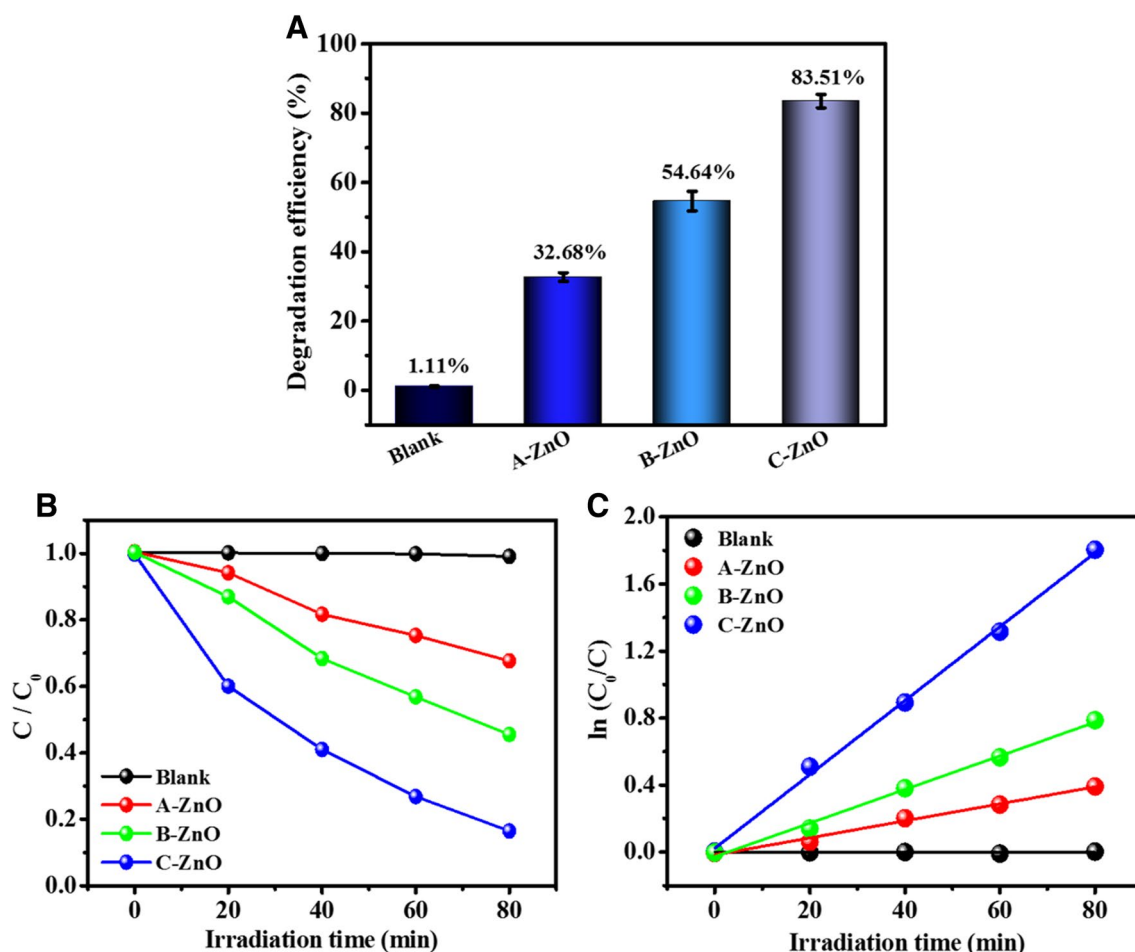 A
Degradation efficiency (%)
100
80
60
40
20
0
1.11%
32.68%
54.64%
83.51%
Blank
A-ZnO
B-ZnO
C-ZnO
B
C / C0
1.0
0.8
0.6
0.4
0.2
0.0
Blank
A-ZnO
B-ZnO
C-ZnO
0 20 40 60 80
Irradiation time (min)
C
ln (C0/C)
2.0
1.6
1.2
0.8
0.4
0.0
Blank
A-ZnO
B-ZnO
C-ZnO
0 20 40 60 80
Irradiation time (min)